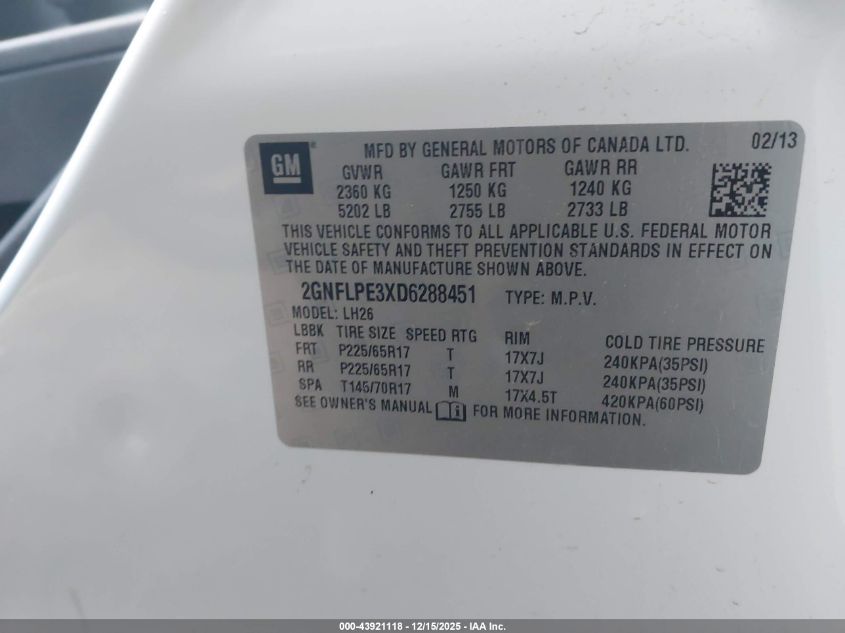 GM
MFD BY GENERAL MOTORS OF CANADA LTD. 02/13
GVWR GAWR FRT GAWR RR
2360 KG 1250 KG 1240 KG
5202 LB 2755 LB 2733 LB
THIS VEHICLE CONFORMS TO ALL APPLICABLE U.S. FEDERAL MOTOR
VEHICLE SAFETY AND THEFT PREVENTION STANDARDS IN EFFECT ON
THE DATE OF MANUFACTURE SHOWN ABOVE.
2GNFLPE3XD6288451 TYPE: M.P.V.
MODEL: LH26
LBBK TIRE SIZE SPEED RTG RIM COLD TIRE PRESSURE
FRT P225/65R17 T 17X7J 240KPA(35PSI)
RR P225/65R17 T 17X7J 240KPA(35PSI)
SPA T145/70R17 M 17X4.5T 420KPA(60PSI)
SEE OWNER'S MANUAL FOR MORE INFORMATION.
000-43921118 - 12/15/2025 - IAA Inc.